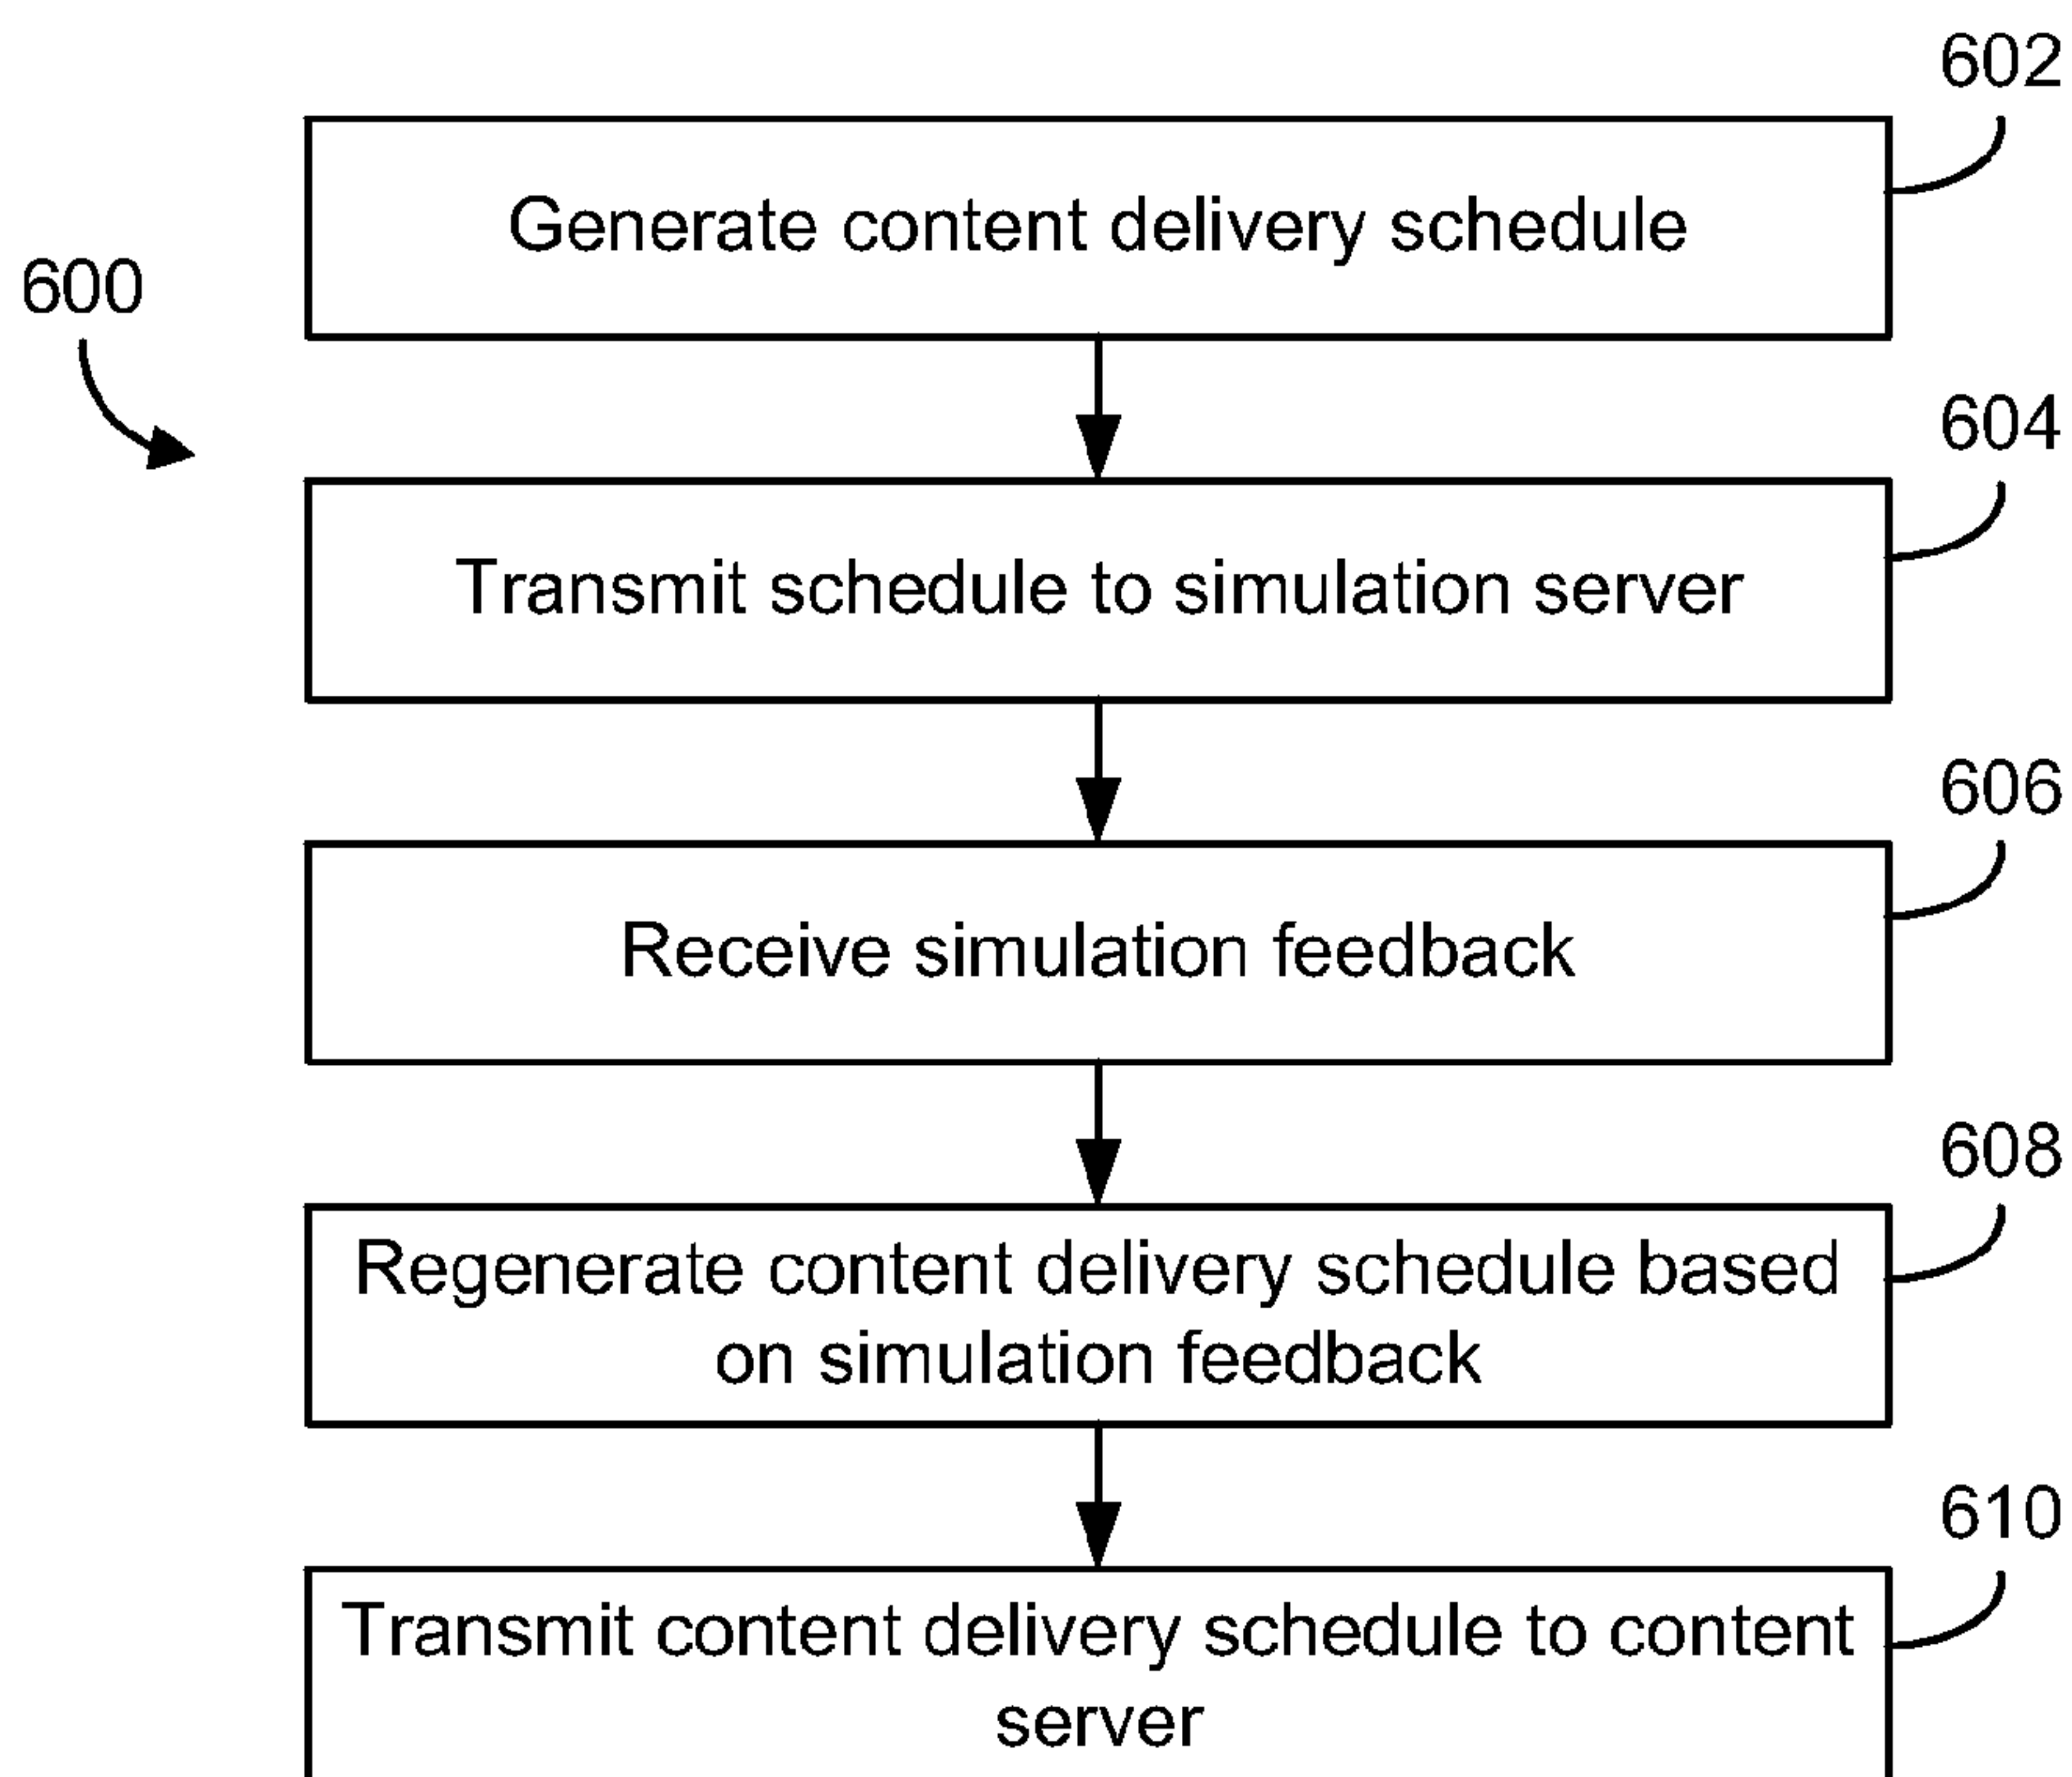 602
Generate content delivery schedule
600
604
Transmit schedule to simulation server
606
Receive simulation feedback
608
Regenerate content delivery schedule based
on simulation feedback
610
Transmit content delivery schedule to content
server